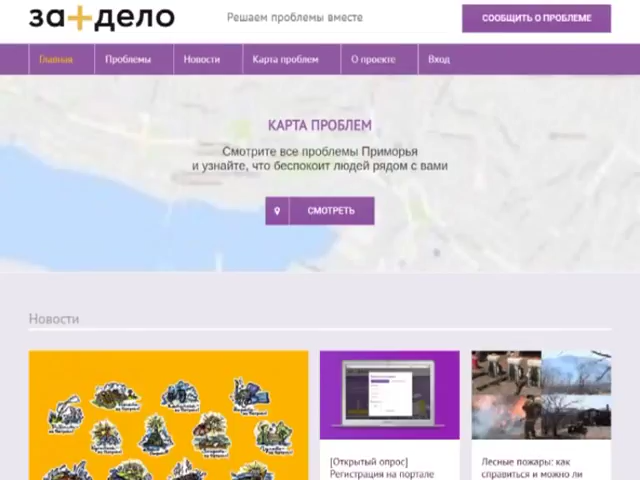 за+дело
Решаем проблемы вместе
СООБЩИТЬ О ПРОБЛЕМЕ
Главная
Проблемы
Новости
Карта проблем
О проекте
Вход
КАРТА ПРОБЛЕМ
Смотрите все проблемы Приморья
и узнайте, что беспокоит людей рядом с вами
СМОТРЕТЬ
Новости
[Открытый опрос]
Регистрация на портале
Лесные пожары: как
справиться и можно ли